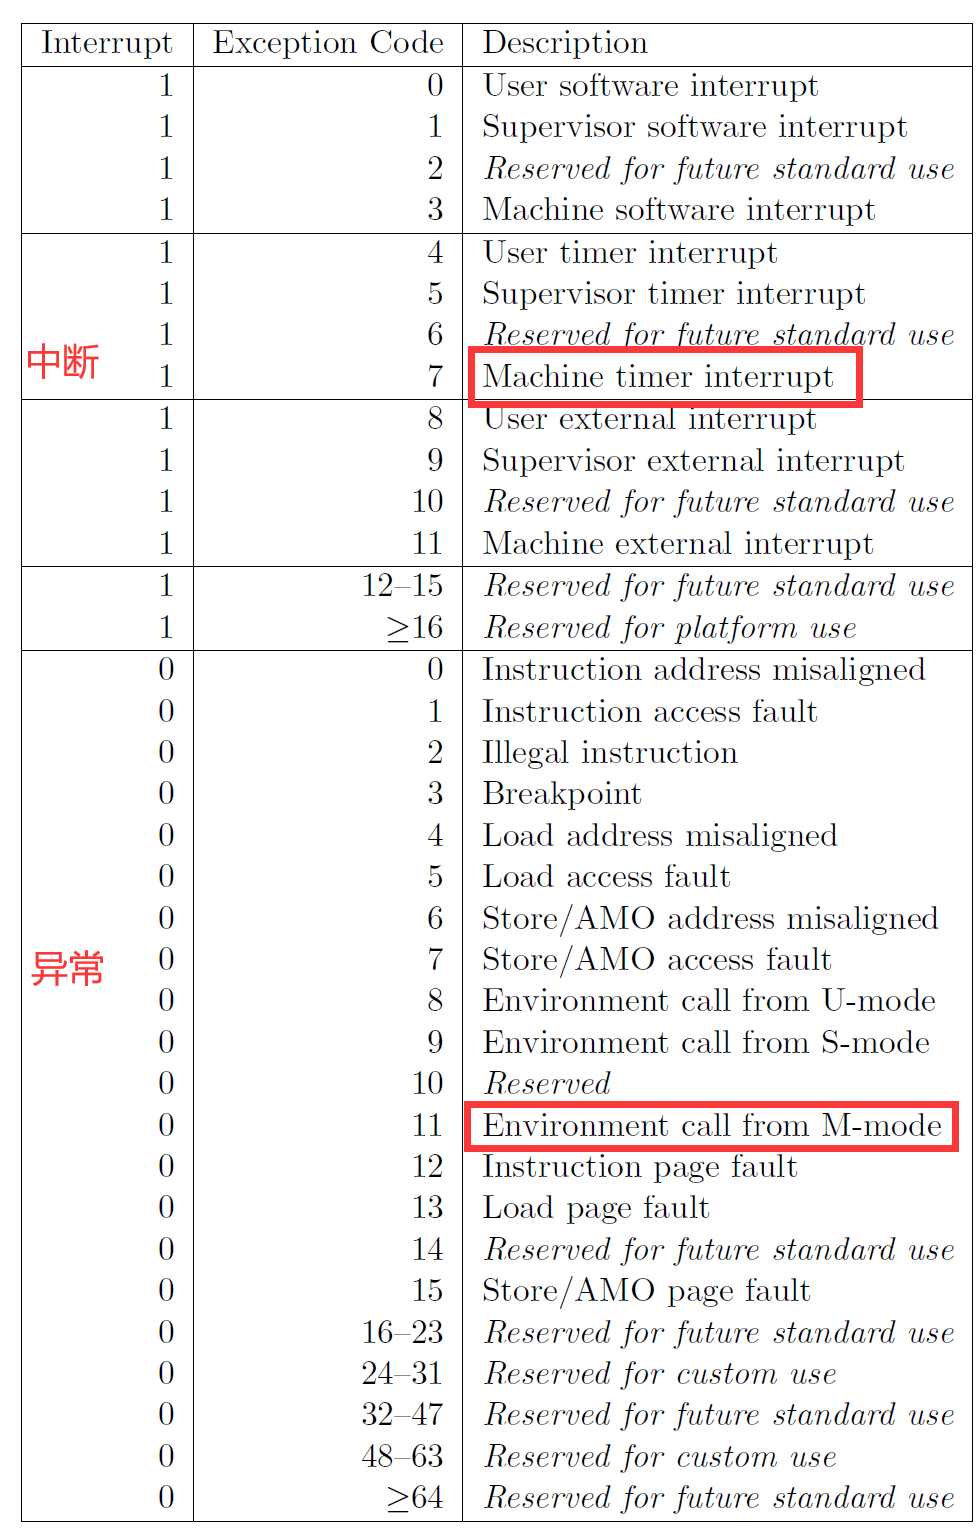 Interrupt Exception Code Description
1 0 User software interrupt
1 1 Supervisor software interrupt
1 2 Reserved for future standard use
1 3 Machine software interrupt
1 4 User timer interrupt
1 5 Supervisor timer interrupt
1 6 Reserved for future standard use
中断
1 7 Machine timer interrupt
1 8 User external interrupt
1 9 Supervisor external interrupt
1 10 Reserved for future standard use
1 11 Machine external interrupt
1 12–15 Reserved for future standard use
1 ≥16 Reserved for platform use
0 0 Instruction address misaligned
0 1 Instruction access fault
0 2 Illegal instruction
0 3 Breakpoint
0 4 Load address misaligned
0 5 Load access fault
0 6 Store/AMO address misaligned
异常
0 7 Store/AMO access fault
0 8 Environment call from U-mode
0 9 Environment call from S-mode
0 10 Reserved
0 11 Environment call from M-mode
0 12 Instruction page fault
0 13 Load page fault
0 14 Reserved for future standard use
0 15 Store/AMO page fault
0 16–23 Reserved for future standard use
0 24–31 Reserved for custom use
0 32–47 Reserved for future standard use
0 48–63 Reserved for custom use
0 ≥64 Reserved for future standard use